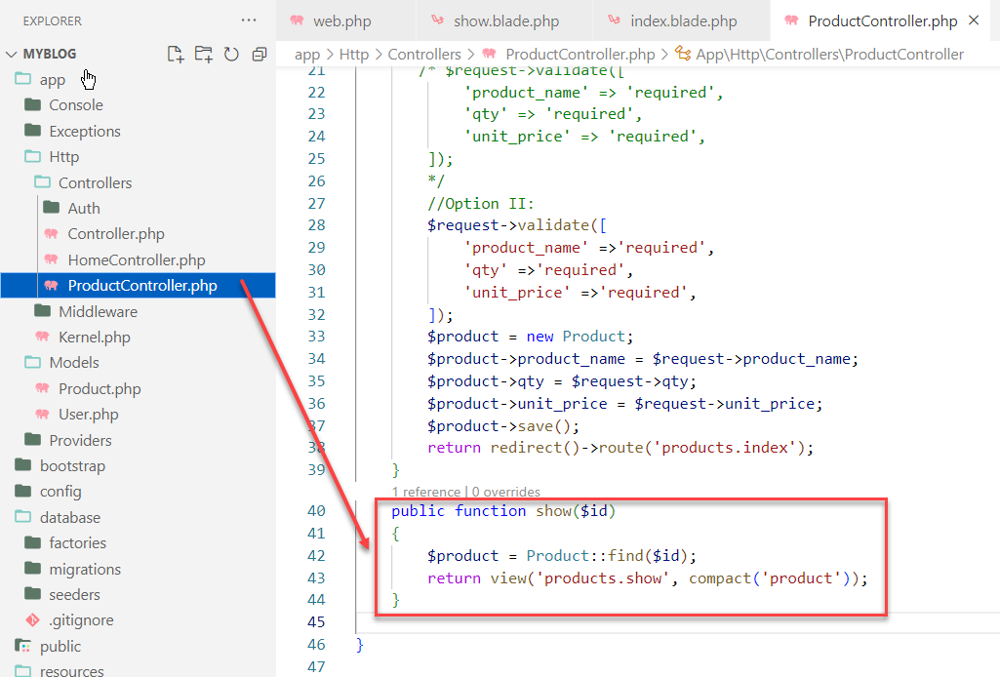 EXPLORER
···
web.php
show.blade.php
index.blade.php
ProductController.php
MYBLOG
app > Http > Controllers > ProductController.php > App\Http\Controllers\ProductController
app
Console
Exceptions
Http
Controllers
Auth
Controller.php
HomeController.php
ProductController.php
Middleware
Kernel.php
Models
Product.php
User.php
Providers
bootstrap
config
database
factories
migrations
seeders
.gitignore
public
resources
21 /* $request->validate([
22 'product_name' => 'required',
23 'qty' => 'required',
24 'unit_price' => 'required',
25 ]);
26 */
27 //Option II:
28 $request->validate([
29 'product_name' =>'required',
30 'qty' =>'required',
31 'unit_price' =>'required',
32 ]);
33 $product = new Product;
34 $product->product_name = $request->product_name;
35 $product->qty = $request->qty;
36 $product->unit_price = $request->unit_price;
37 $product->save();
38 return redirect()->route('products.index');
39 }
1 reference | 0 overrides
40 public function show($id)
41 {
42 $product = Product::find($id);
43 return view('products.show', compact('product'));
44 }
45
46 }
47